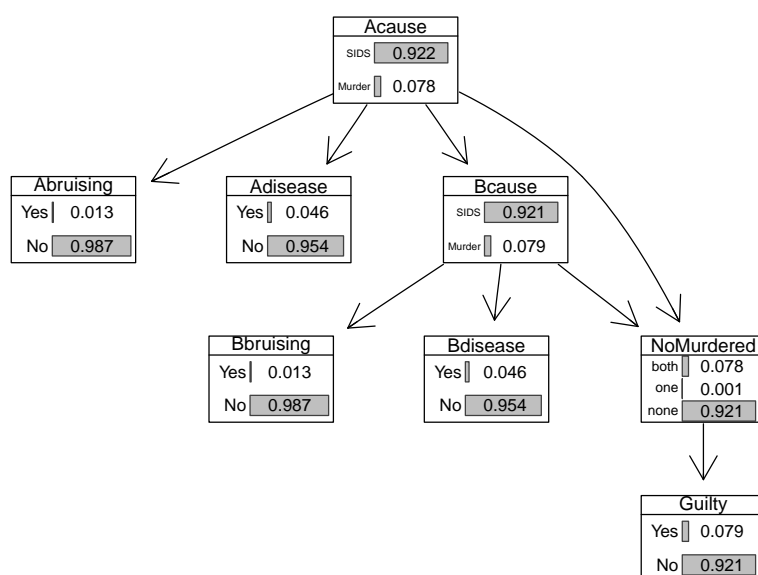 Acause
SIDS 0.922
Murder 0.078
Abruising
Yes 0.013
No 0.987
Adisease
Yes 0.046
No 0.954
Bcause
SIDS 0.921
Murder 0.079
Bbruising
Yes 0.013
No 0.987
Bdisease
Yes 0.046
No 0.954
NoMurdered
both 0.078
one 0.001
none 0.921
Guilty
Yes 0.079
No 0.921